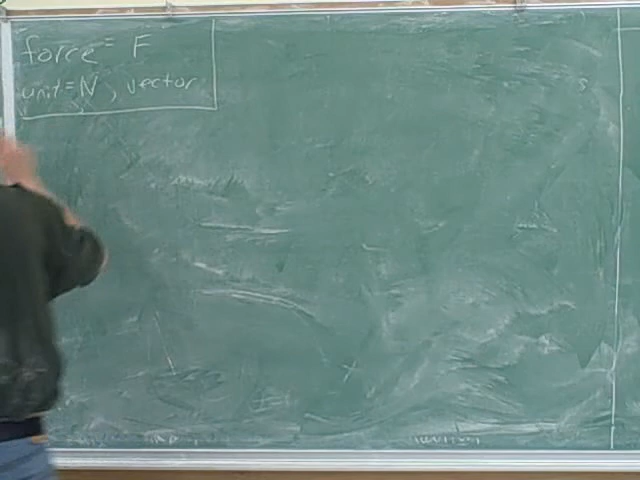 force = F
unit = N, vector